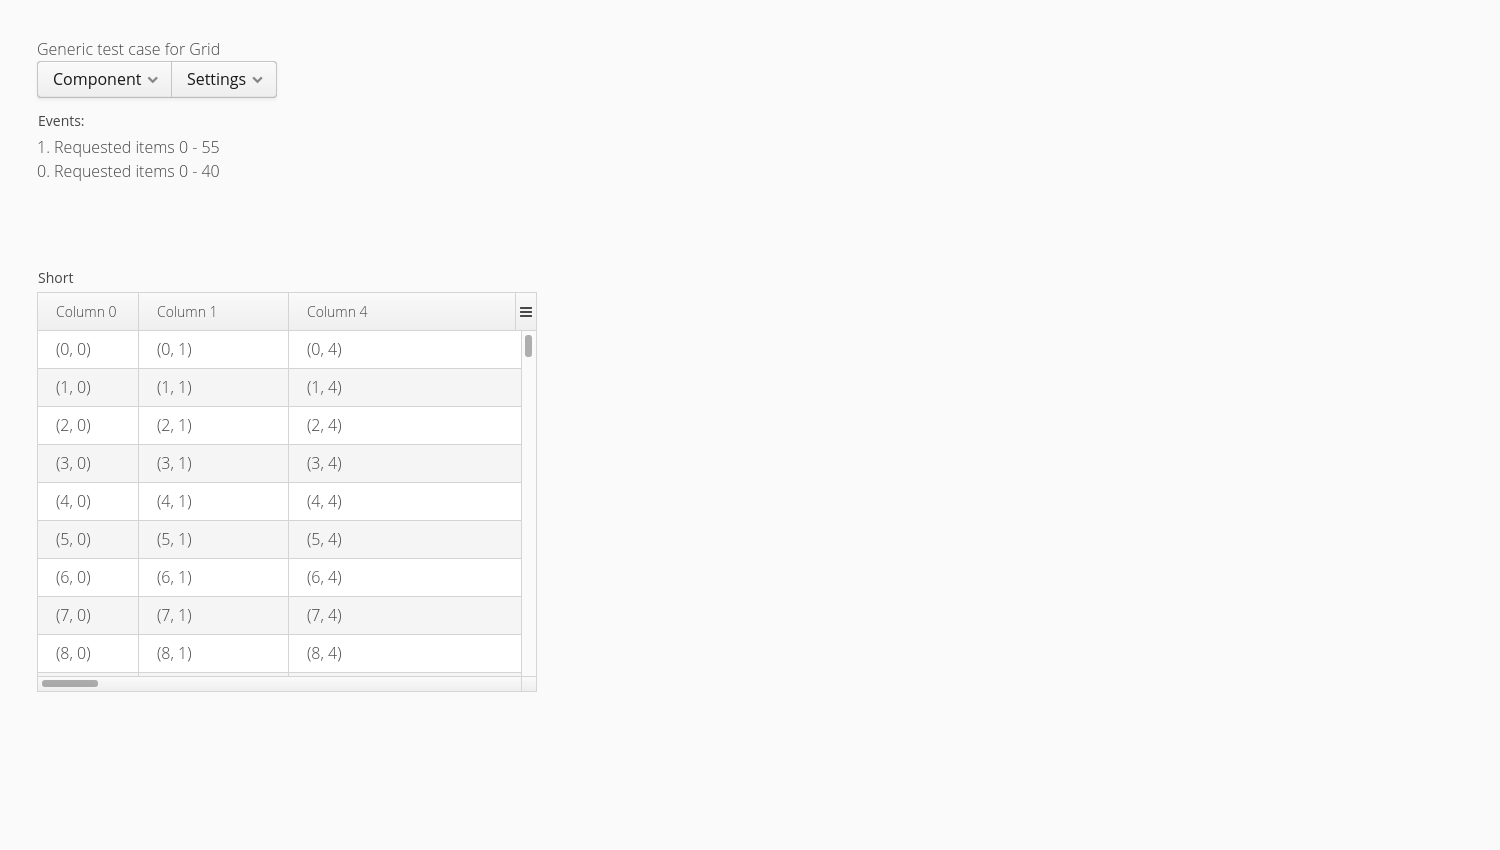 Generic test case for Grid
Component Settings
Events:
1. Requested items 0 - 55
0. Requested items 0 - 40
Short
Column 0 Column 1 Column 4
(0, 0) (0, 1) (0, 4)
(1, 0) (1, 1) (1, 4)
(2, 0) (2, 1) (2, 4)
(3, 0) (3, 1) (3, 4)
(4, 0) (4, 1) (4, 4)
(5, 0) (5, 1) (5, 4)
(6, 0) (6, 1) (6, 4)
(7, 0) (7, 1) (7, 4)
(8, 0) (8, 1) (8, 4)